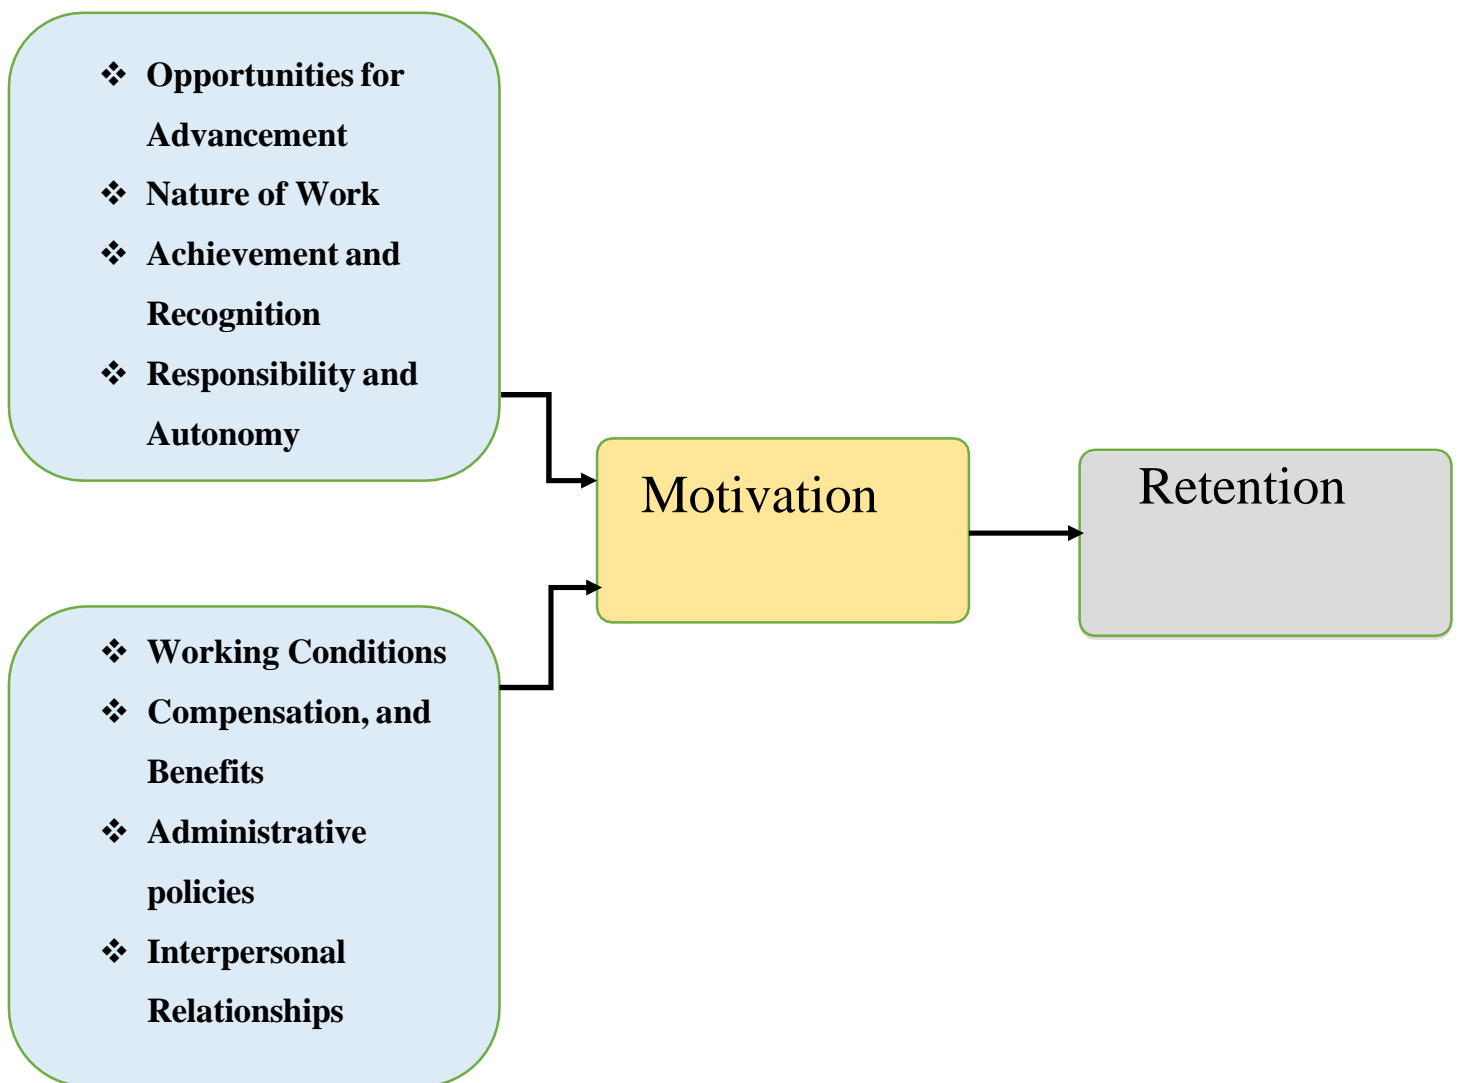 ❖ Opportunities for
Advancement
❖ Nature of Work
❖ Achievement and
Recognition
❖ Responsibility and
Autonomy
Motivation
Retention
❖ Working Conditions
❖ Compensation, and
Benefits
❖ Administrative
policies
❖ Interpersonal
Relationships